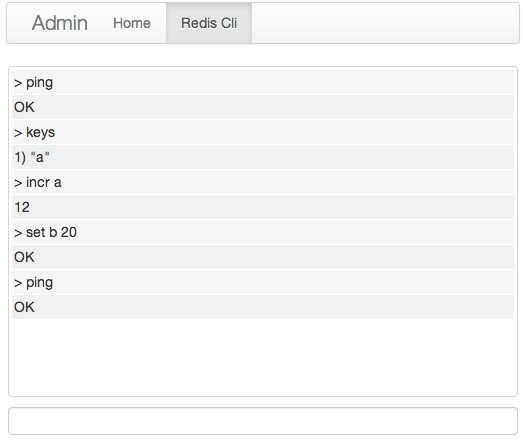 Admin Home Redis Cli
> ping
OK
> keys
1) "a"
> incr a
12
> set b 20
OK
> ping
OK